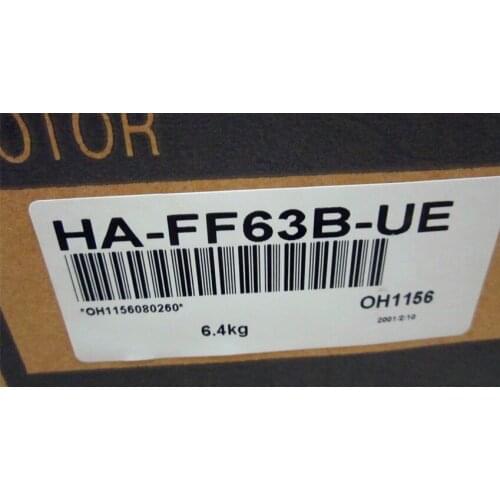 OTOR
HA-FF63B-UE
*OH1156080260*
OH1156
6.4kg
2001/2/10